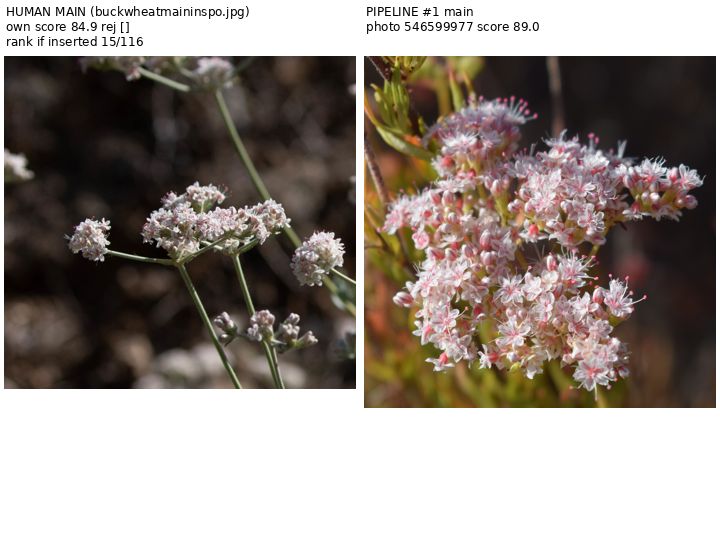 HUMAN MAIN (buckwheatmaininspo.jpg)
own score 84.9 rej []
rank if inserted 15/116
PIPELINE #1 main
photo 546599977 score 89.0